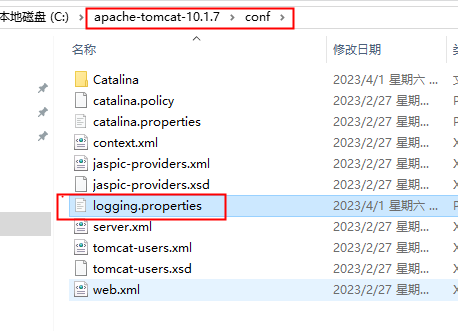 本地磁盘 (C:) > apache-tomcat-10.1.7 > conf >
名称 修改日期
Catalina 2023/4/1 星期六 ...
catalina.policy 2023/2/27 星期...
catalina.properties 2023/2/27 星期...
context.xml 2023/2/27 星期...
jaspic-providers.xml 2023/2/27 星期...
jaspic-providers.xsd 2023/2/27 星期...
logging.properties 2023/4/1 星期六 ...
server.xml 2023/2/27 星期...
tomcat-users.xml 2023/2/27 星期...
tomcat-users.xsd 2023/2/27 星期...
web.xml 2023/2/27 星期...